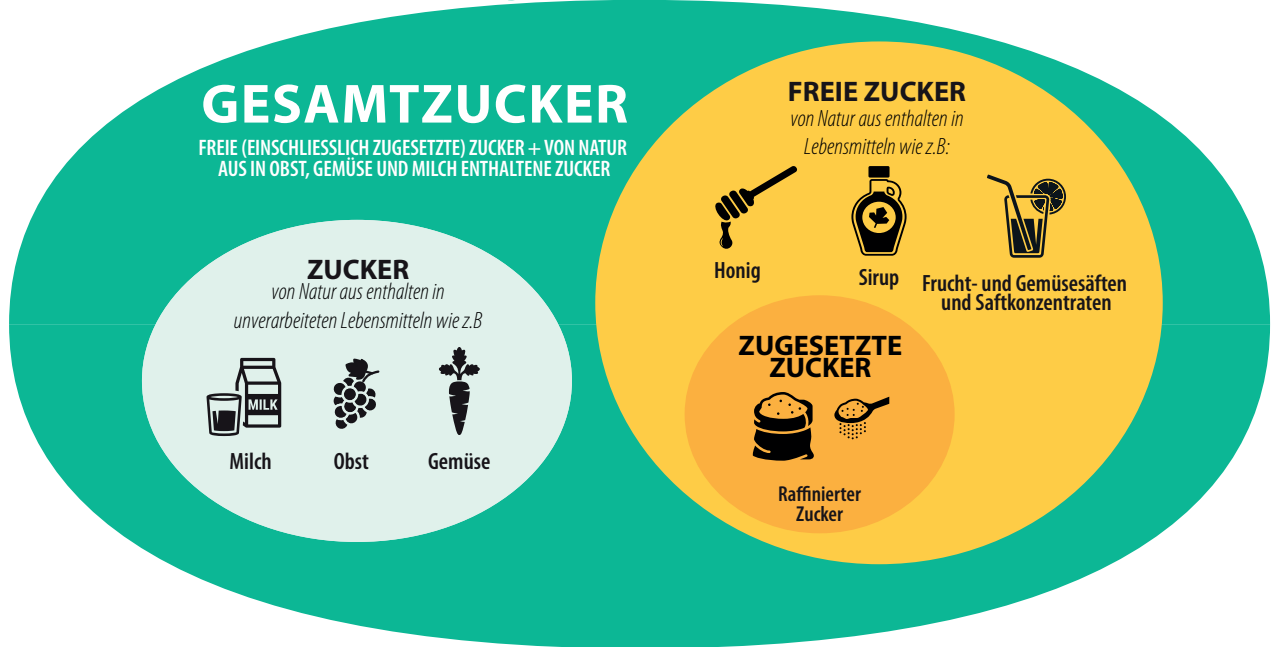 GESAMTZUCKER
FREIE (EINSCHLIESSLICH ZUGESETZTE) ZUCKER + VON NATUR
AUS IN OBST, GEMÜSE UND MILCH ENTHALTENE ZUCKER
ZUCKER
von Natur aus enthalten in
unverarbeiteten Lebensmitteln wie z.B
MILK
Milch
Obst
Gemüse
FREIE ZUCKER
von Natur aus enthalten in
Lebensmitteln wie z.B:
Honig
Sirup
Frucht- und Gemüsesäften
und Saftkonzentraten
ZUGESETZTE
ZUCKER
Raffinierter
Zucker